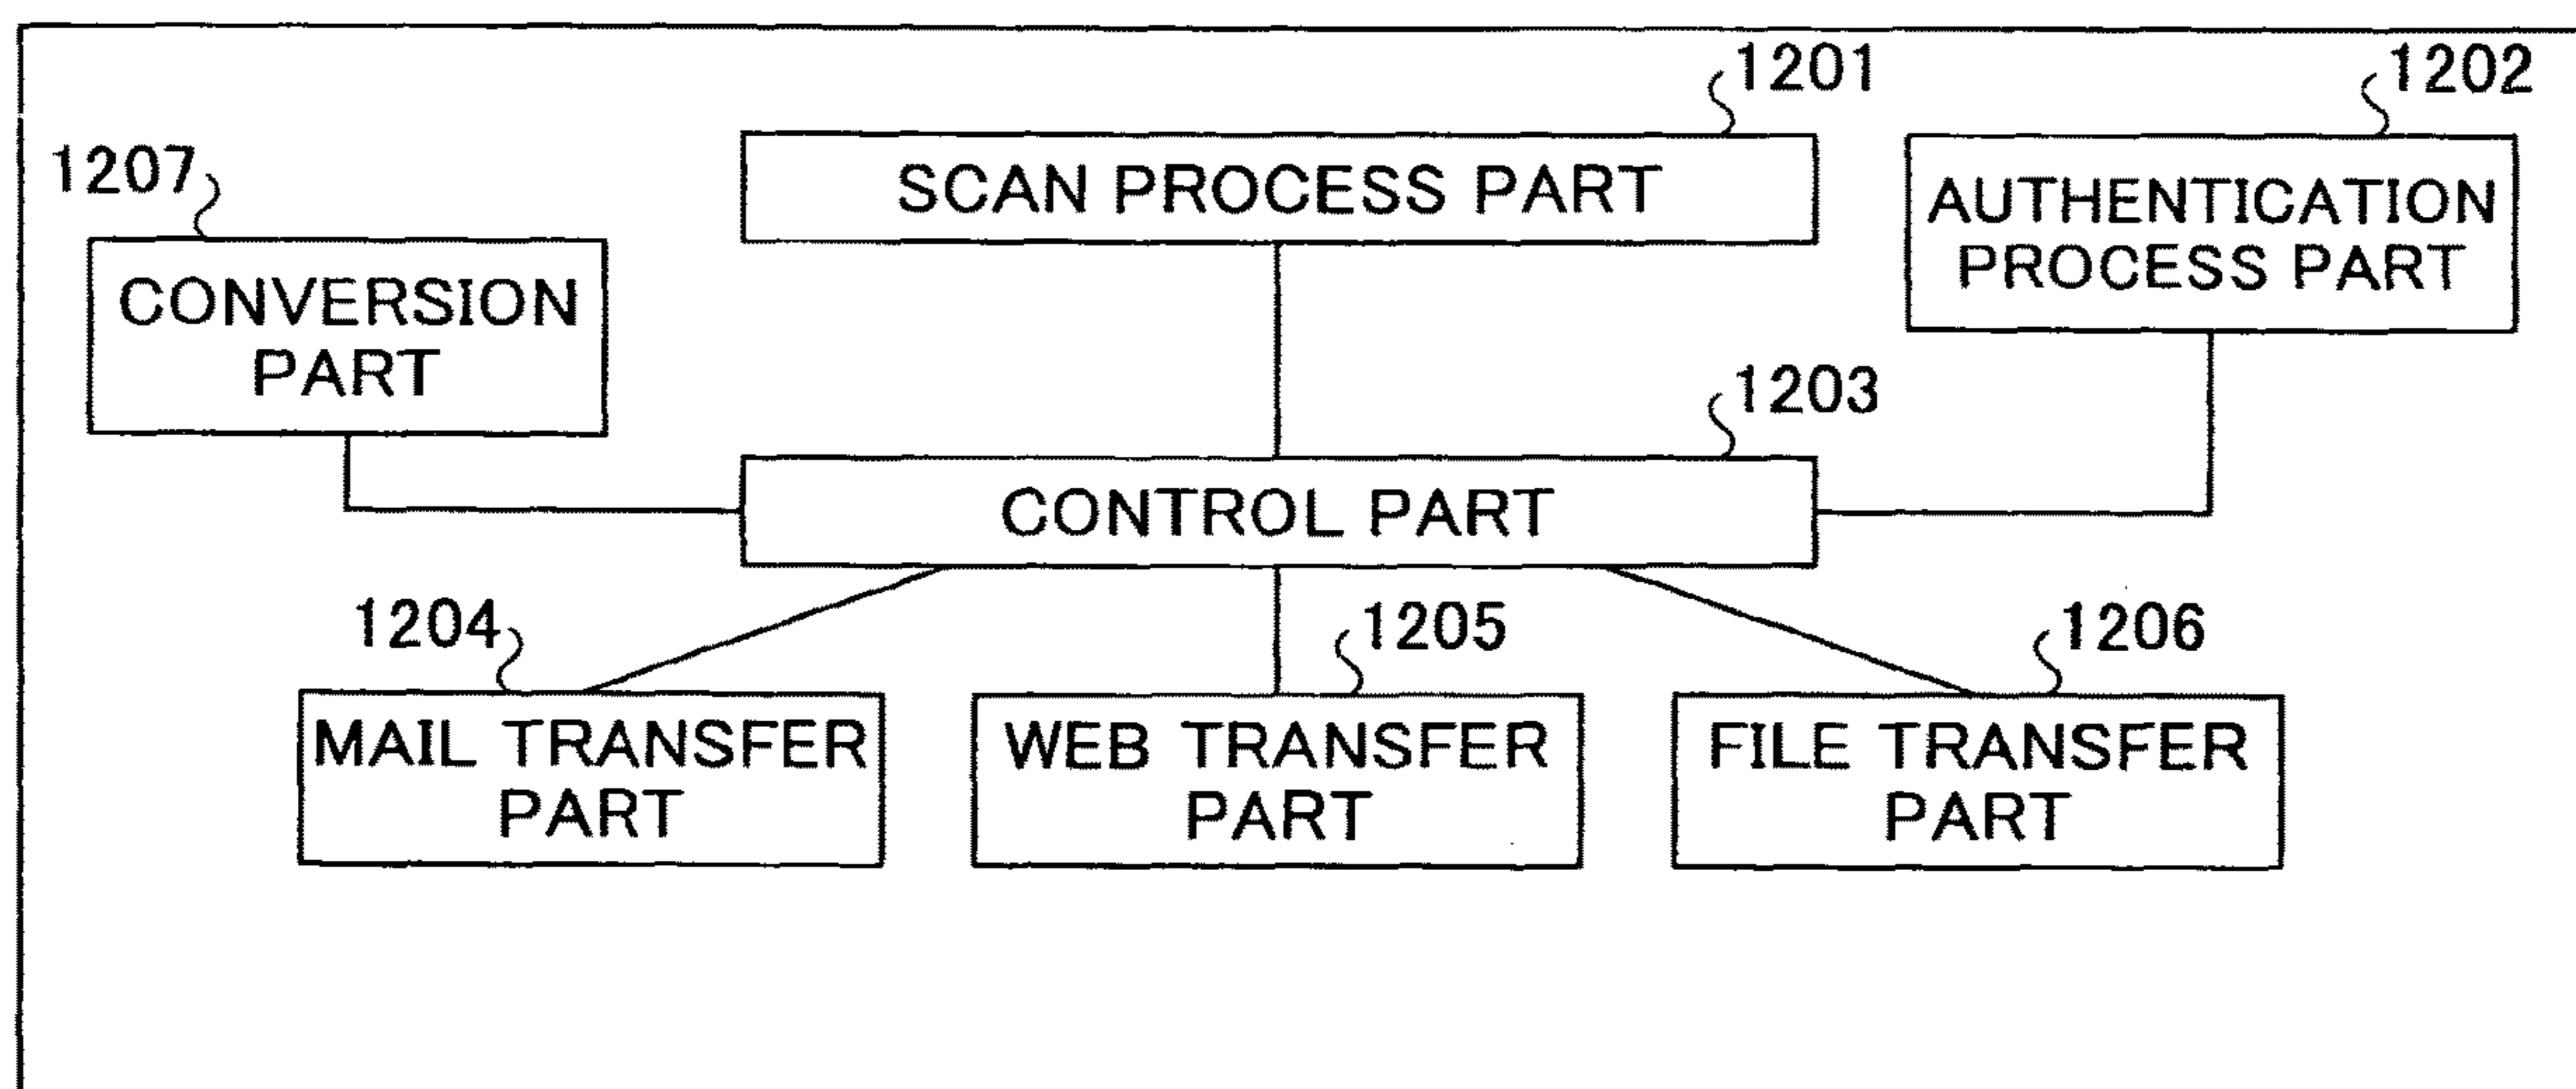 1201
SCAN PROCESS PART
1202
AUTHENTICATION
PROCESS PART
1207
CONVERSION
PART
1203
CONTROL PART
1204
MAIL TRANSFER
PART
1205
WEB TRANSFER
PART
1206
FILE TRANSFER
PART